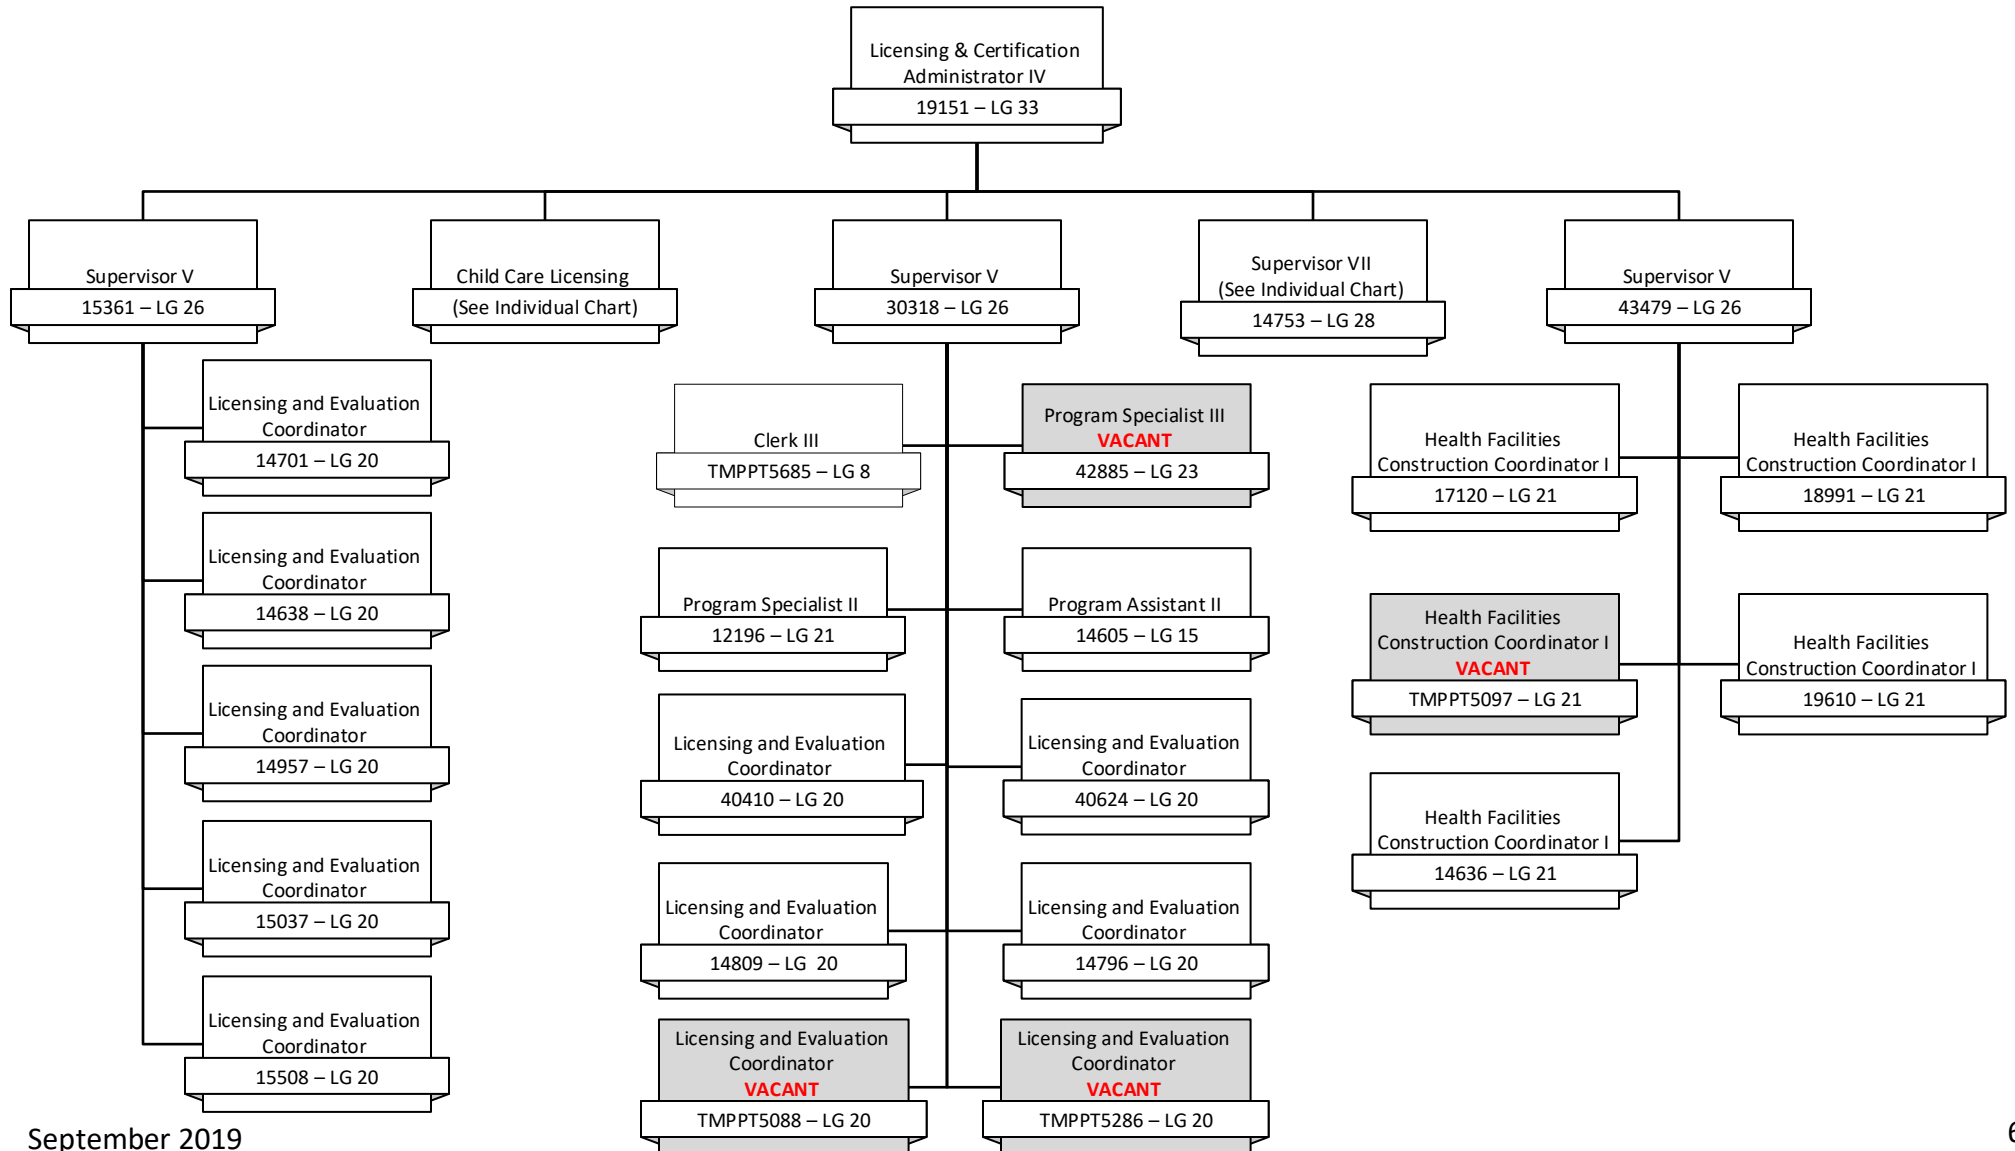 Licensing & Certification
Administrator IV
19151 – LG 33
Supervisor V
15361 – LG 26
Child Care Licensing
(See Individual Chart)
Supervisor V
30318 – LG 26
Supervisor VII
(See Individual Chart)
14753 – LG 28
Supervisor V
43479 – LG 26
Licensing and Evaluation
Coordinator
14701 – LG 20
Licensing and Evaluation
Coordinator
14638 – LG 20
Licensing and Evaluation
Coordinator
14957 – LG 20
Licensing and Evaluation
Coordinator
15037 – LG 20
Licensing and Evaluation
Coordinator
15508 – LG 20
Clerk III
TMPPT5685 – LG 8
Program Specialist III
VACANT
42885 – LG 23
Program Specialist II
12196 – LG 21
Program Assistant II
14605 – LG 15
Licensing and Evaluation
Coordinator
40410 – LG 20
Licensing and Evaluation
Coordinator
40624 – LG 20
Licensing and Evaluation
Coordinator
14809 – LG  20
Licensing and Evaluation
Coordinator
14796 – LG 20
Licensing and Evaluation
Coordinator
VACANT
TMPPT5088 – LG 20
Licensing and Evaluation
Coordinator
VACANT
TMPPT5286 – LG 20
Health Facilities
Construction Coordinator I
17120 – LG 21
Health Facilities
Construction Coordinator I
18991 – LG 21
Health Facilities
Construction Coordinator I
VACANT
TMPPT5097 – LG 21
Health Facilities
Construction Coordinator I
19610 – LG 21
Health Facilities
Construction Coordinator I
14636 – LG 21
September 2019